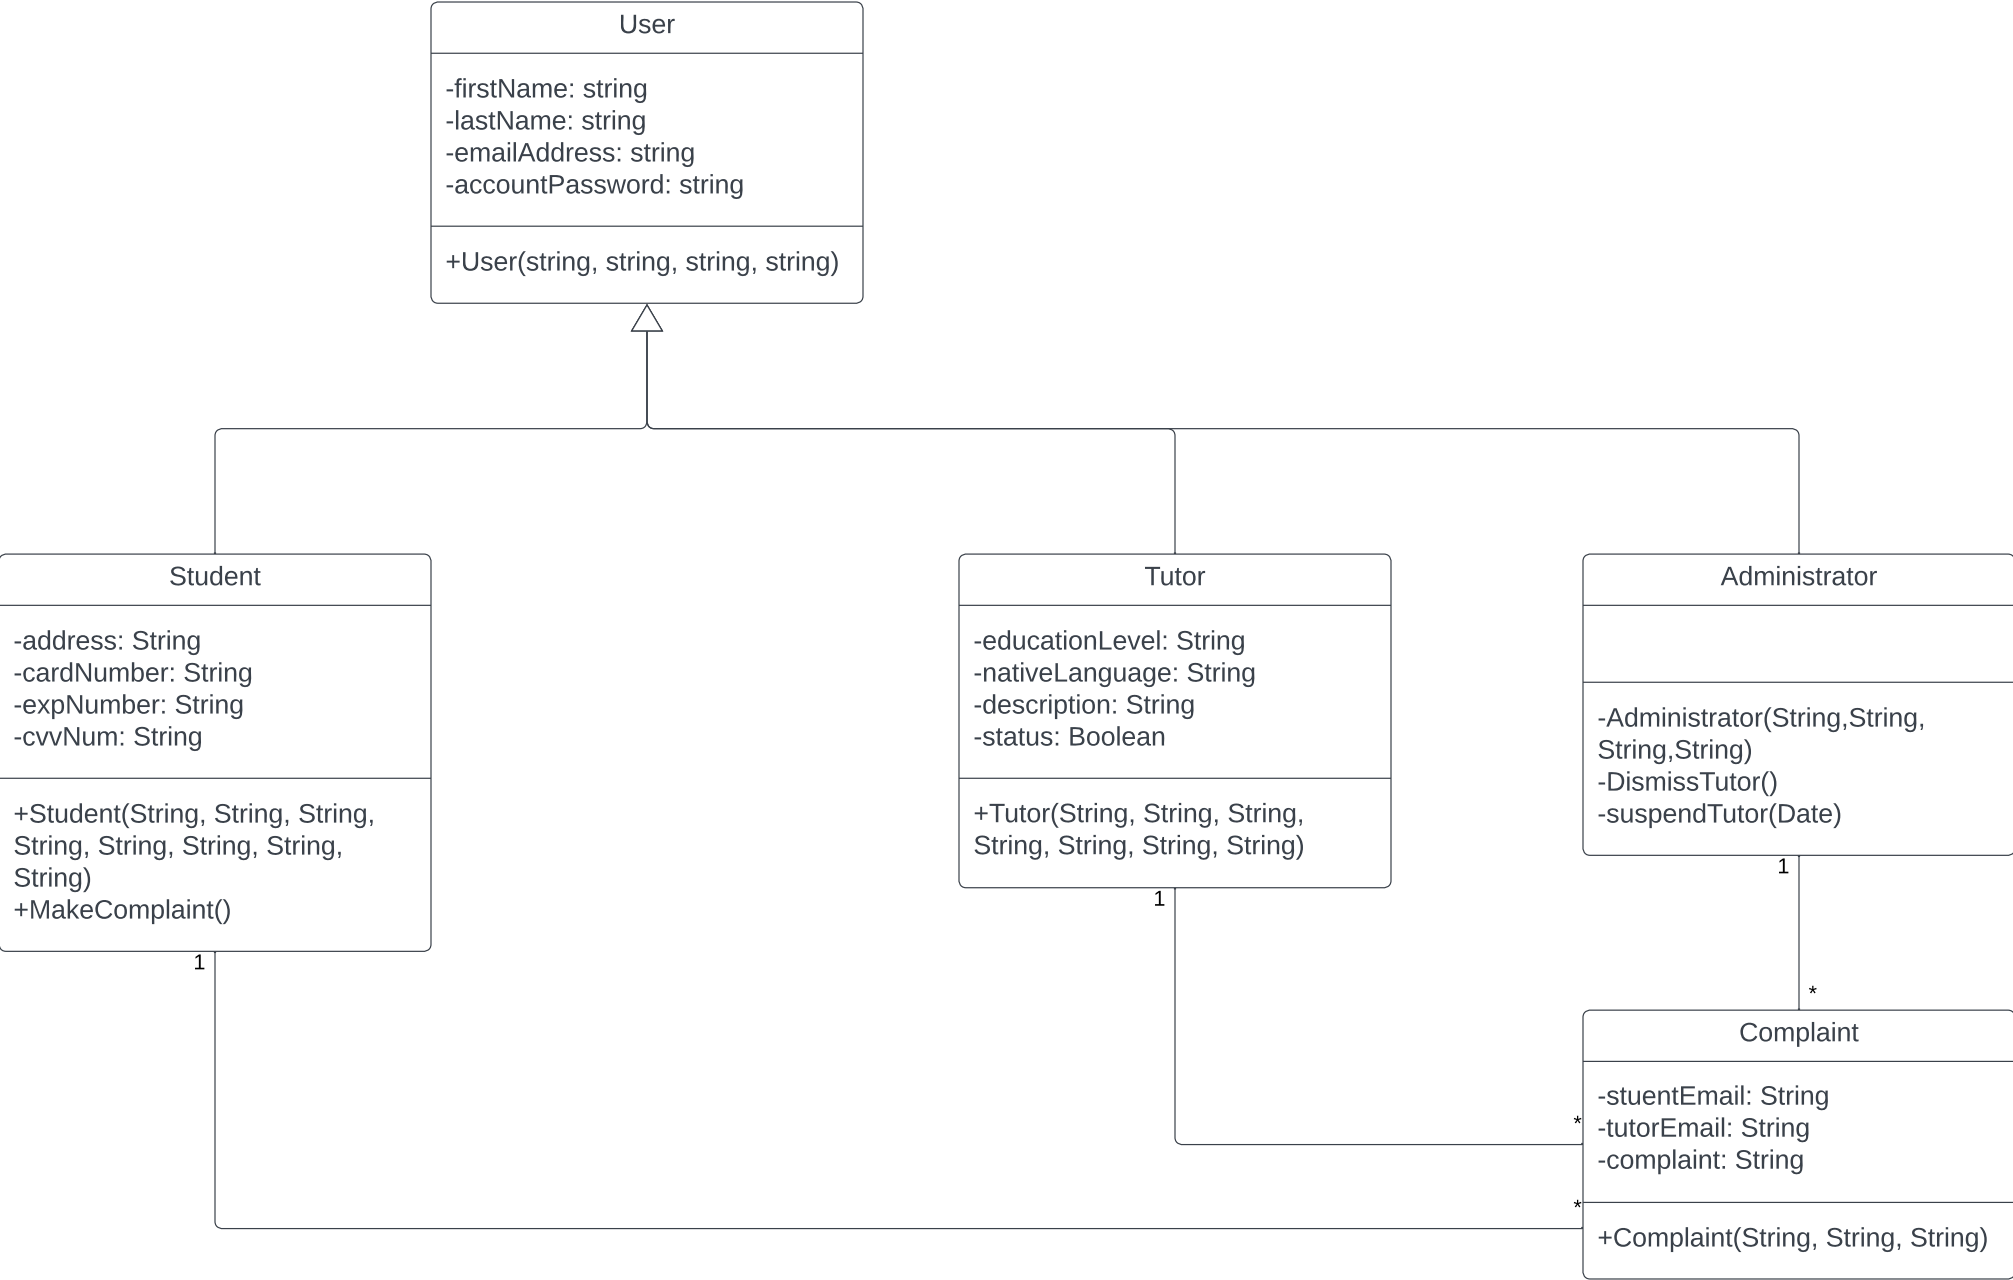 User
-firstName: string
-lastName: string
-emailAddress: string
-accountPassword: string
+User(string, string, string, string)
Student
-address: String
-cardNumber: String
-expNumber: String
-cvvNum: String
+Student(String, String, String,
String, String, String, String,
String)
+MakeComplaint()
1
Tutor
-educationLevel: String
-nativeLanguage: String
-description: String
-status: Boolean
+Tutor(String, String, String,
String, String, String, String)
1
Administrator
-Administrator(String,String,
String,String)
-DismissTutor()
-suspendTutor(Date)
1
*
Complaint
-stuentEmail: String
-tutorEmail: String
-complaint: String
+Complaint(String, String, String)
*
*